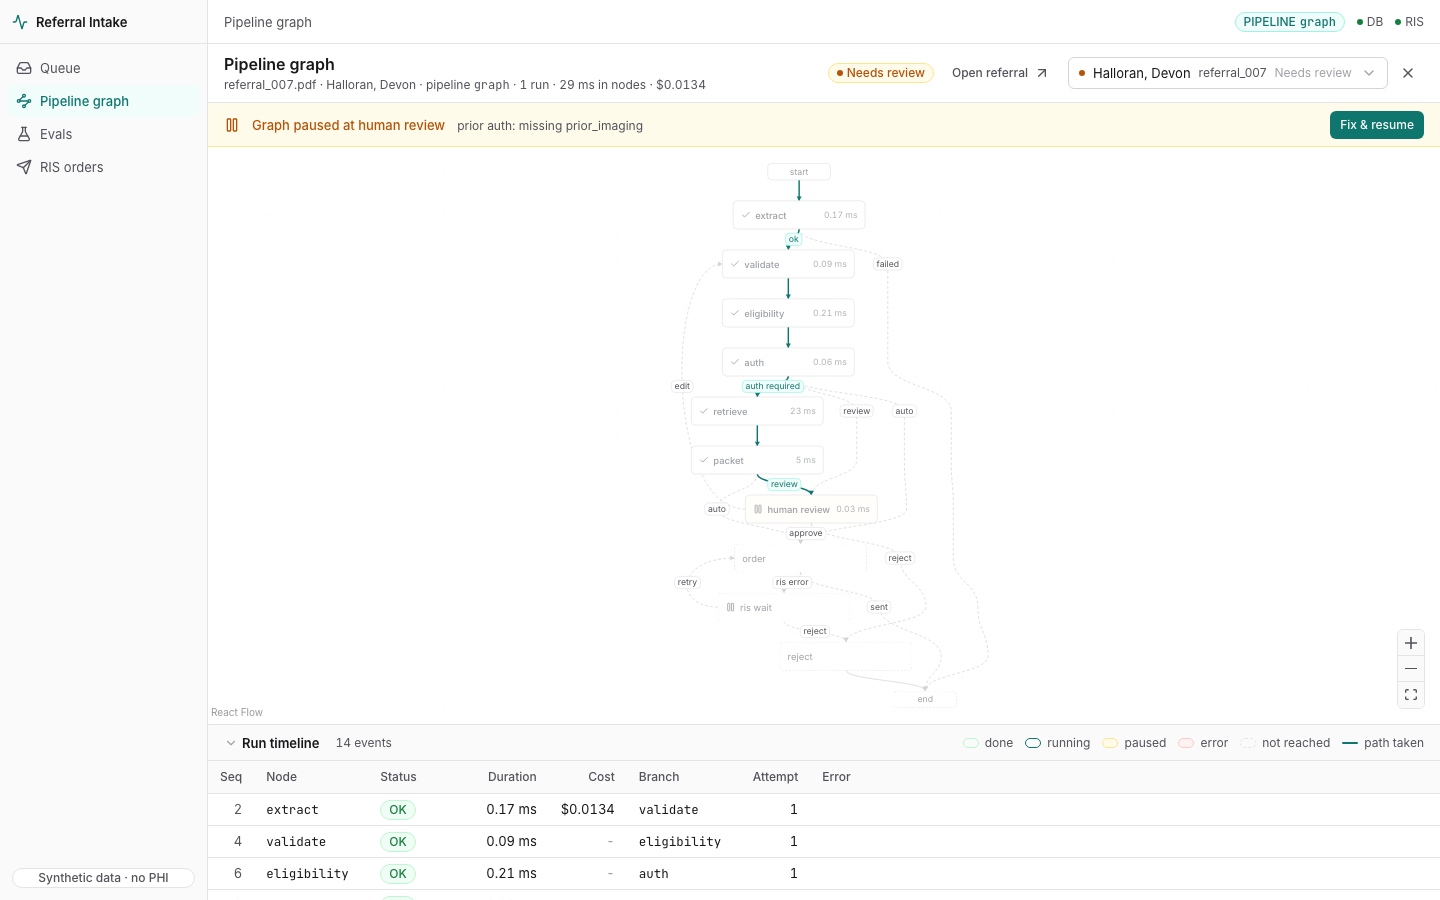 Referral Intake
Queue
Pipeline graph
Evals
RIS orders
Synthetic data · no PHI
Pipeline graph
PIPELINE graph
DB
RIS
Pipeline graph
referral_007.pdf · Halloran, Devon · pipeline graph · 1 run · 29 ms in nodes · $0.0134
Needs review
Open referral
Halloran, Devon referral_007 Needs review
Graph paused at human review prior auth: missing prior_imaging
Fix & resume
start
extract 0.17 ms
ok
validate 0.09 ms
failed
eligibility 0.21 ms
auth 0.06 ms
edit
auth required
retrieve 23 ms
review
auto
packet 5 ms
review
auto
human review 0.03 ms
approve
order
reject
retry
ris error
ris wait
sent
reject
reject
end
React Flow
Run timeline 14 events
done running paused error not reached path taken
Seq Node Status Duration Cost Branch Attempt Error
2 extract OK 0.17 ms $0.0134 validate 1
4 validate OK 0.09 ms - eligibility 1
6 eligibility OK 0.21 ms - auth 1